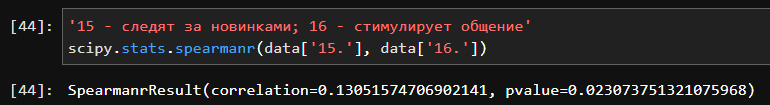 [44]: '15 - следят за новинками; 16 - стимулирует общение'
scipy.stats.spearmanr(data['15.'], data['16.'])
[44]: SpearmanrResult(correlation=0.13051574706902141, pvalue=0.023073751321075968)